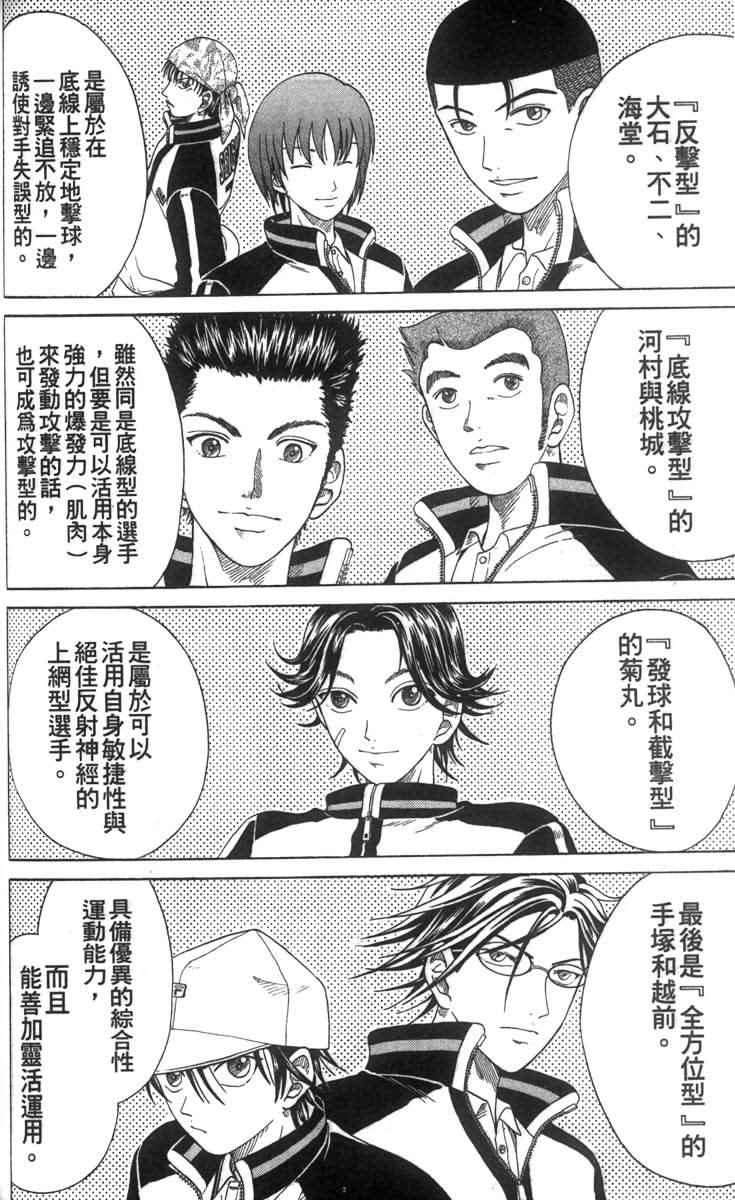 『反擊型』的
大石、不二、
海堂。
是屬於在
底線上穩定地擊球，
一邊緊追不放，一邊
誘使對手失誤型的。
『底線攻擊型』的
河村與桃城。
雖然同是底線型的選手
，但要是可以活用本身
強力的爆發力（肌肉）
來發動攻擊的話，
也可成為攻擊型的。
『發球和截擊型』
的菊丸。
是屬於可以
活用自身敏捷性與
絕佳反射神經的
上網型選手。
最後是『全方位型』的
手塚和越前。
具備優異的綜合性
運動能力，
而且
能善加靈活運用。